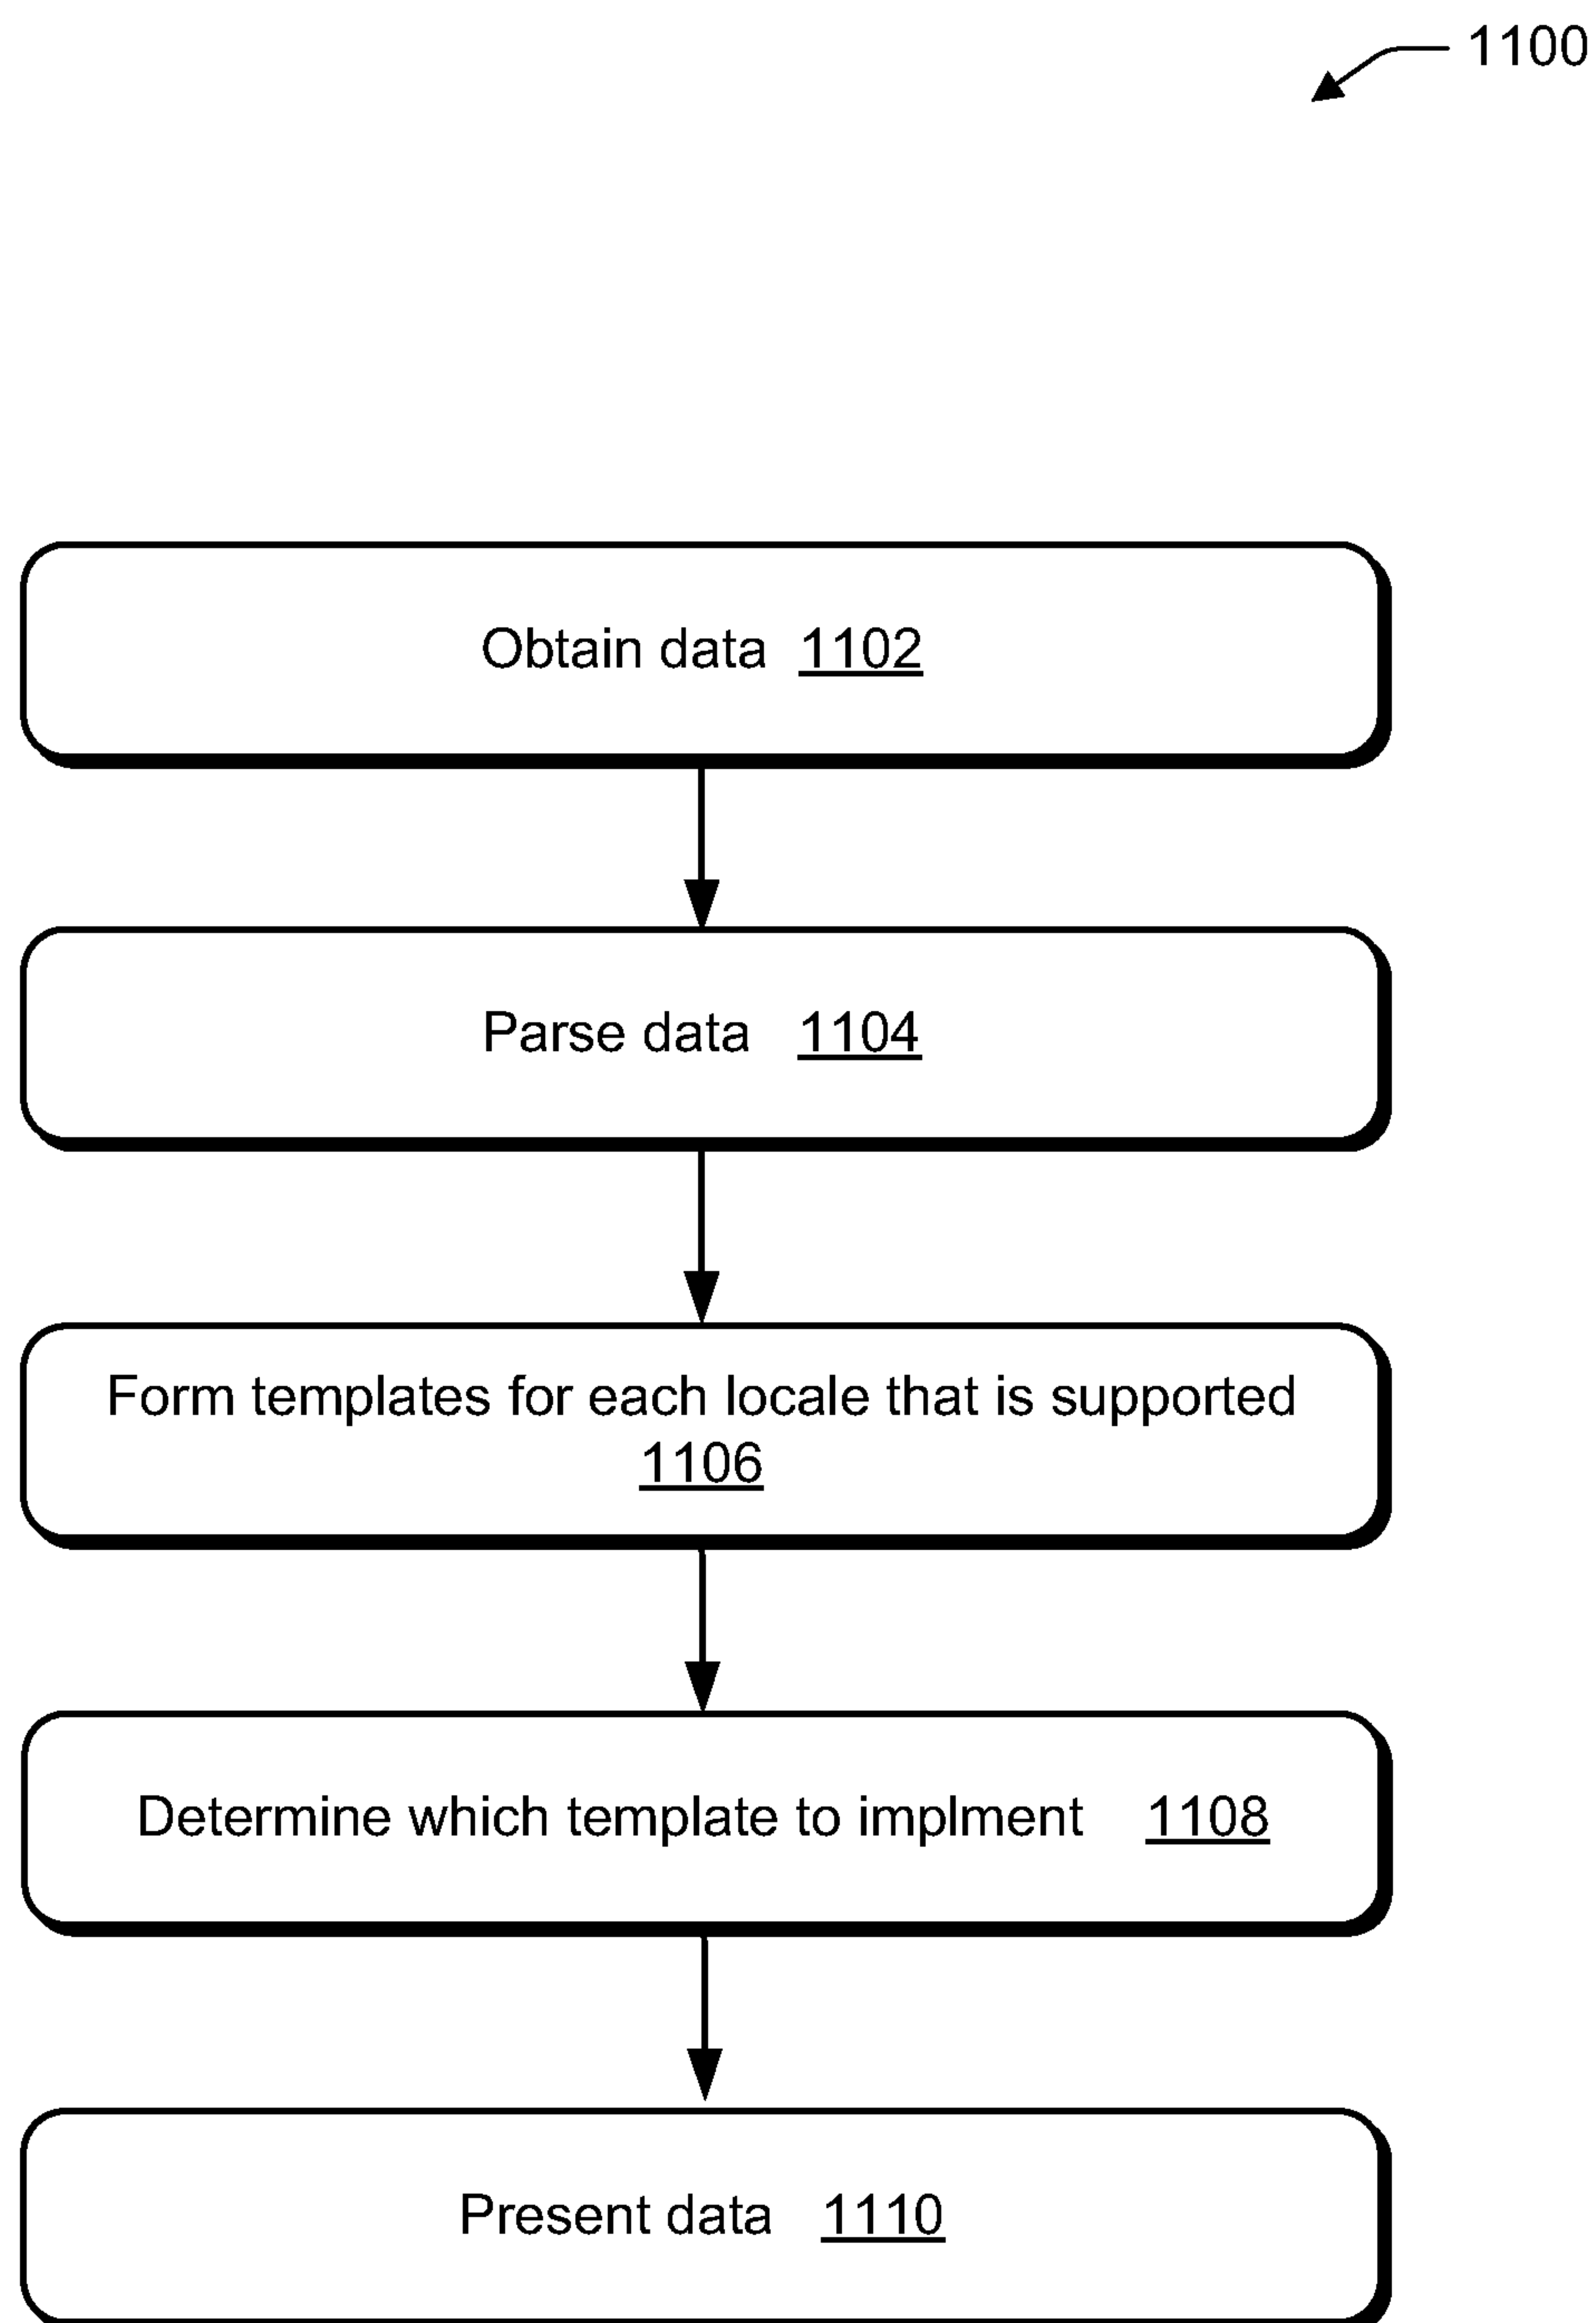 1100
Obtain data 1102
Parse data 1104
Form templates for each locale that is supported
1106
Determine which template to implment 1108
Present data 1110